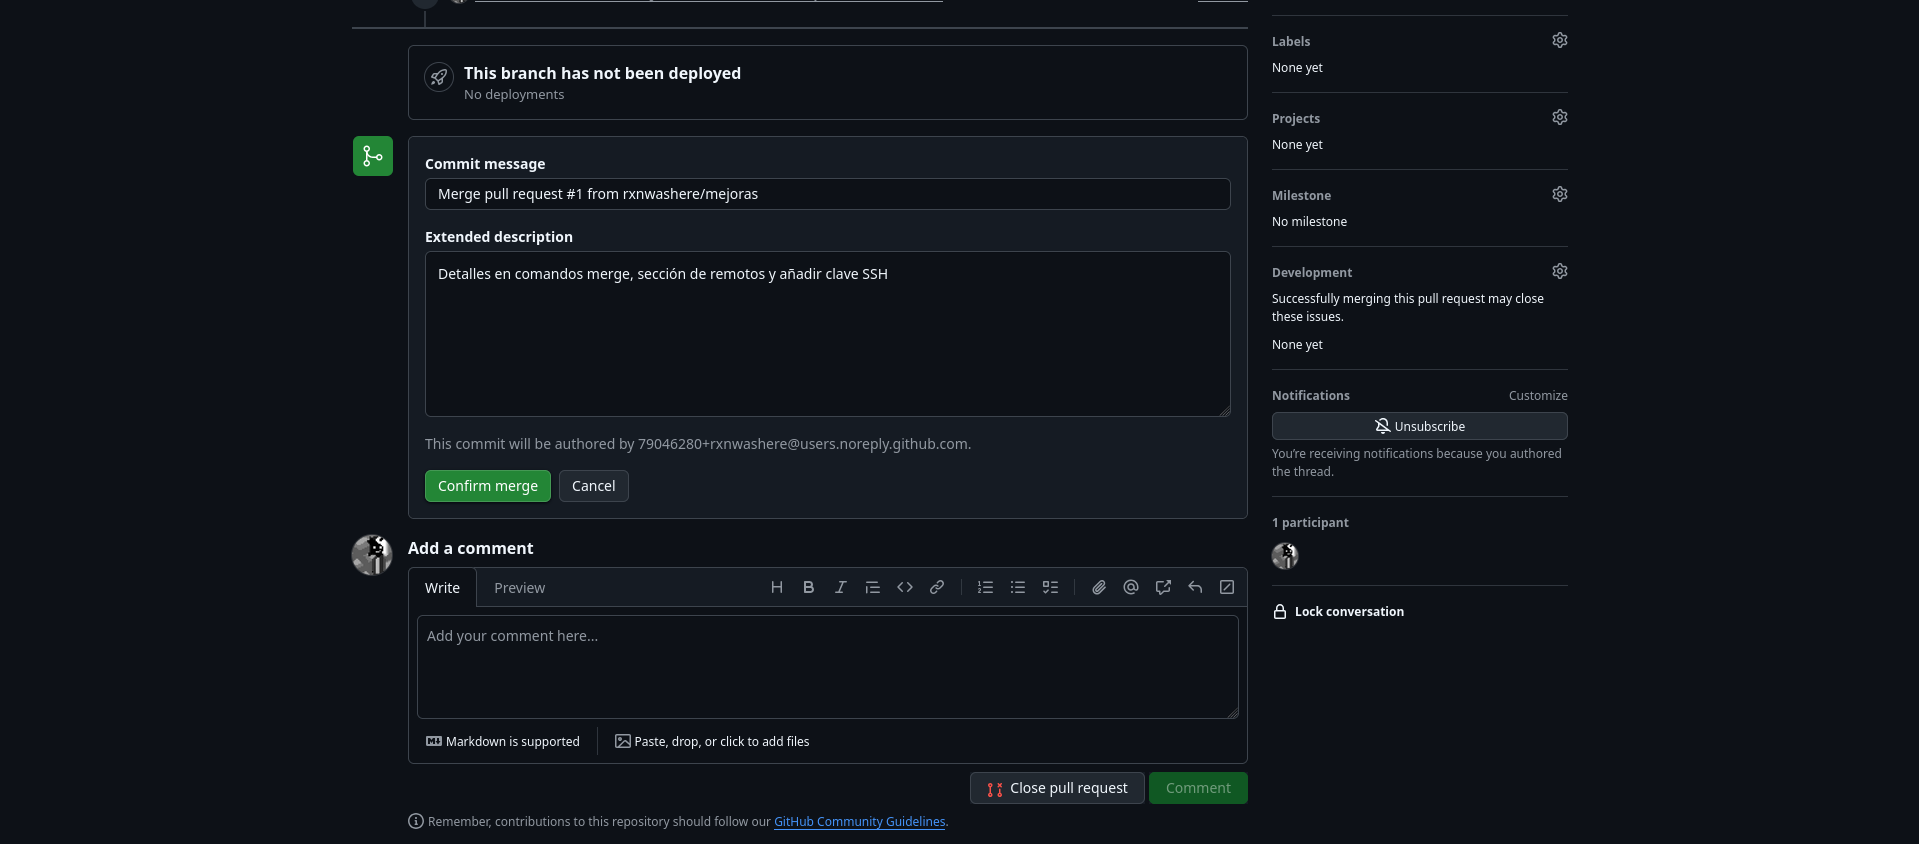 This branch has not been deployed
No deployments
Commit message
Merge pull request #1 from rxnwashere/mejoras
Extended description
Detalles en comandos merge, sección de remotos y añadir clave SSH
This commit will be authored by 79046280+rxnwashere@users.noreply.github.com.
Confirm merge
Cancel
Add a comment
Write
Preview
Add your comment here...
Markdown is supported
Paste, drop, or click to add files
Close pull request
Comment
Remember, contributions to this repository should follow our GitHub Community Guidelines.
Labels
None yet
Projects
None yet
Milestone
No milestone
Development
Successfully merging this pull request may close
these issues.
None yet
Notifications
Customize
Unsubscribe
You're receiving notifications because you authored
the thread.
1 participant
Lock conversation